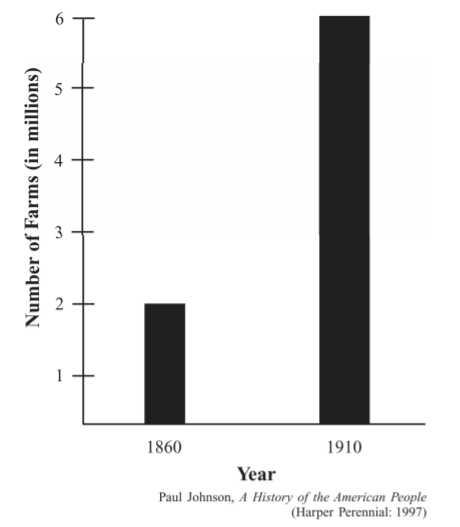 Number of Farms (in millions)
6
5
4
3
2
1
1860 1910
Year
Paul Johnson, A History of the American People
(Harper Perennial: 1997)